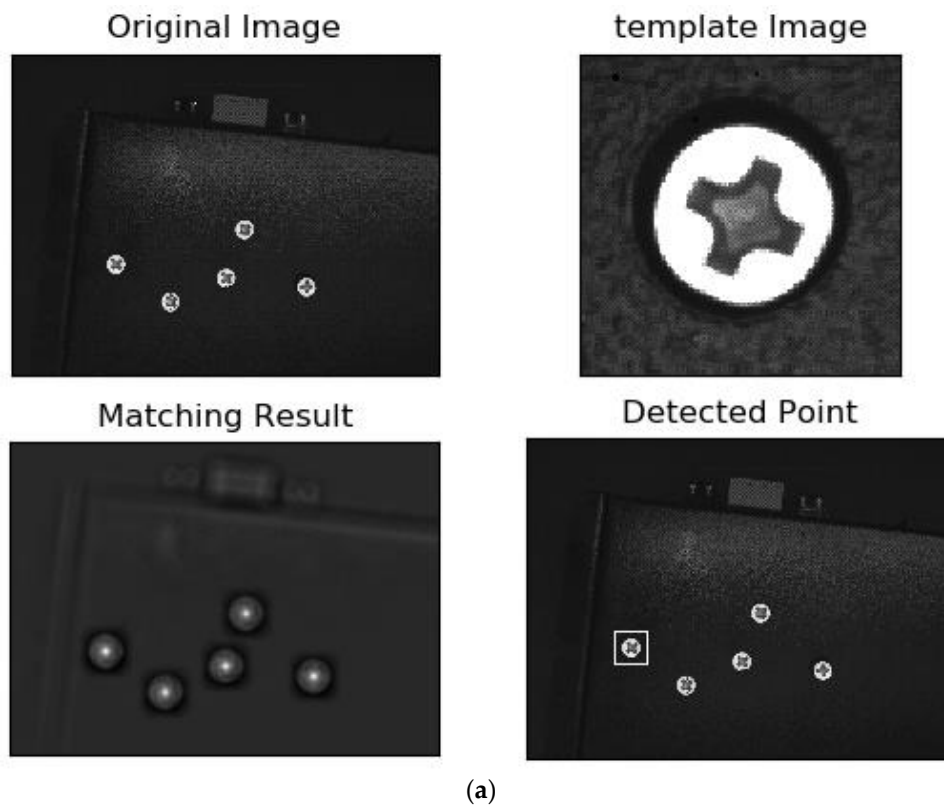 Original Image
template Image
Matching Result
Detected Point
(a)